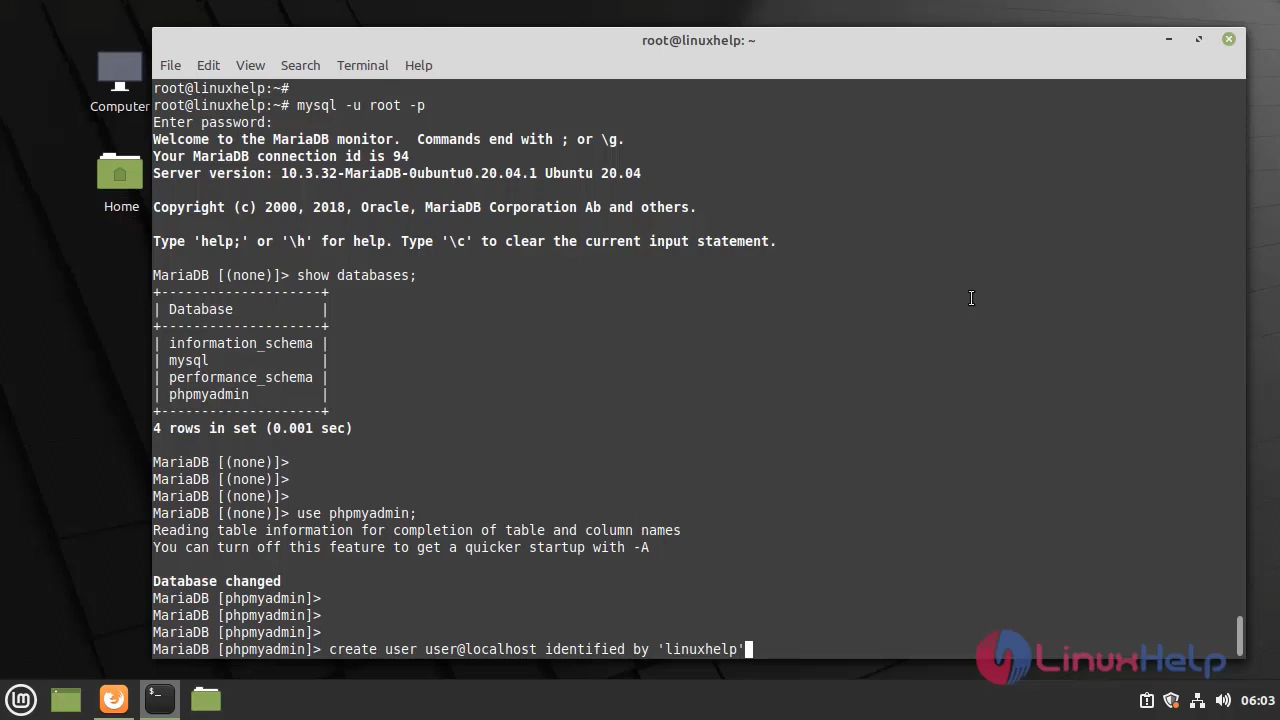 root@linuxhelp: ~
File Edit View Search Terminal Help
Computer
Home
root@linuxhelp:~#
root@linuxhelp:~# mysql -u root -p
Enter password:
Welcome to the MariaDB monitor.  Commands end with ; or \g.
Your MariaDB connection id is 94
Server version: 10.3.32-MariaDB-0ubuntu0.20.04.1 Ubuntu 20.04
Copyright (c) 2000, 2018, Oracle, MariaDB Corporation Ab and others.
Type 'help;' or '\h' for help. Type '\c' to clear the current input statement.
MariaDB [(none)]> show databases;
+--------------------+
| Database           |
+--------------------+
| information_schema |
| mysql              |
| performance_schema |
| phpmyadmin         |
+--------------------+
4 rows in set (0.001 sec)
MariaDB [(none)]>
MariaDB [(none)]>
MariaDB [(none)]>
MariaDB [(none)]> use phpmyadmin;
Reading table information for completion of table and column names
You can turn off this feature to get a quicker startup with -A
Database changed
MariaDB [phpmyadmin]>
MariaDB [phpmyadmin]>
MariaDB [phpmyadmin]>
MariaDB [phpmyadmin]> create user user@localhost identified by 'linuxhelp'
LinuxHelp
06:03